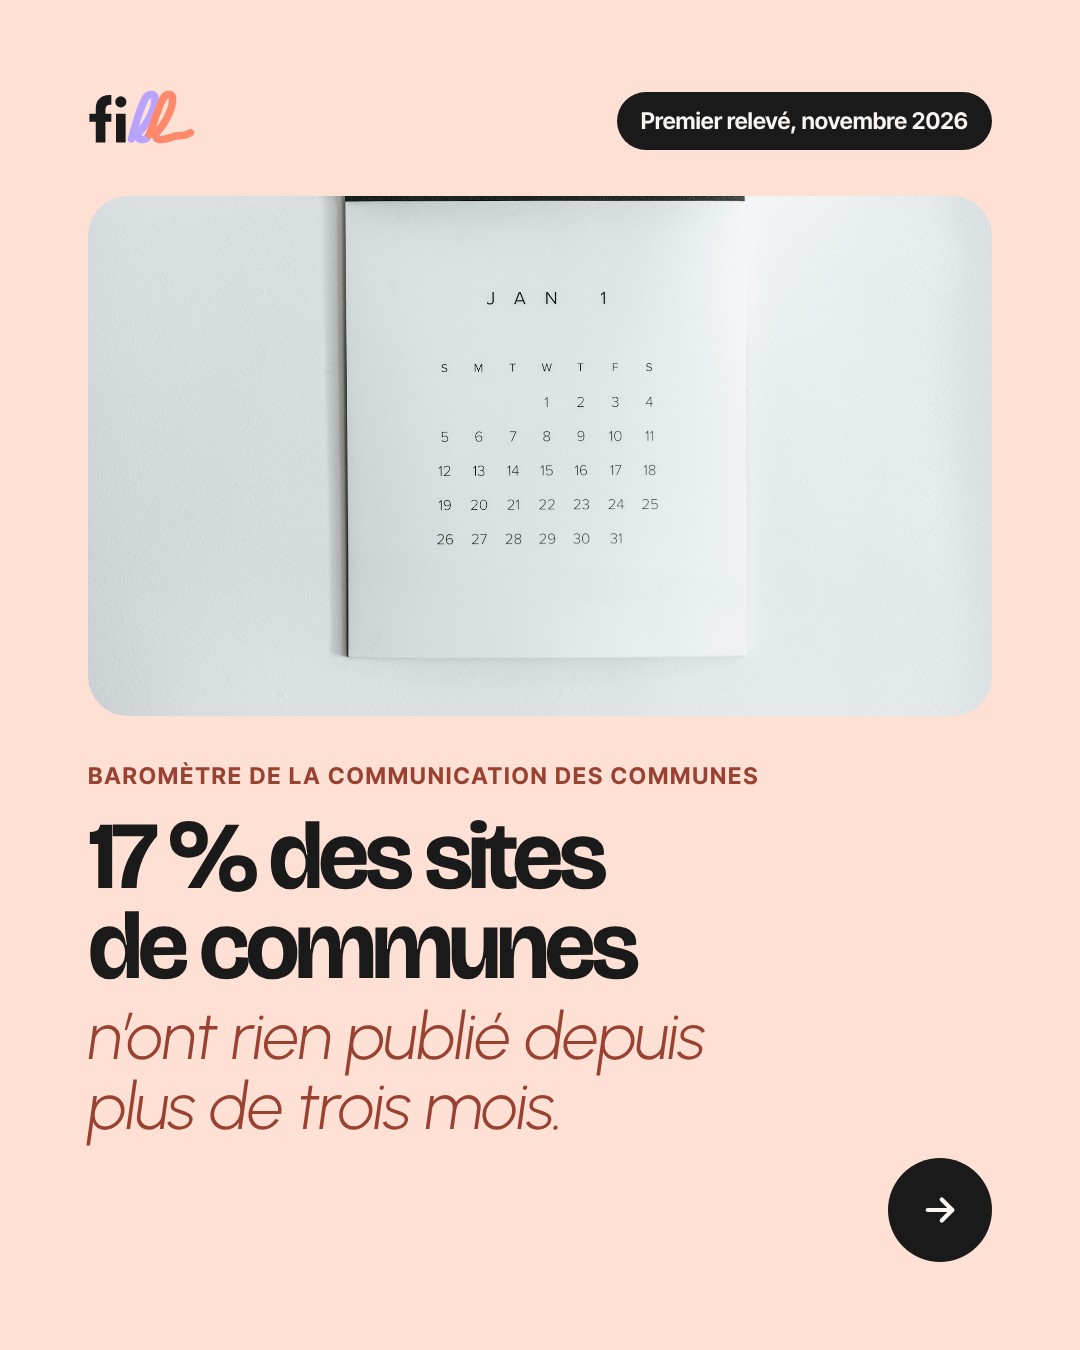 fill
Premier relevé, novembre 2026
JAN 1
S M T W T F S
1 2 3 4
5 6 7 8 9 10 11
12 13 14 15 16 17 18
19 20 21 22 23 24 25
26 27 28 29 30 31
BAROMÈTRE DE LA COMMUNICATION DES COMMUNES
17 % des sites
de communes
n'ont rien publié depuis
plus de trois mois.